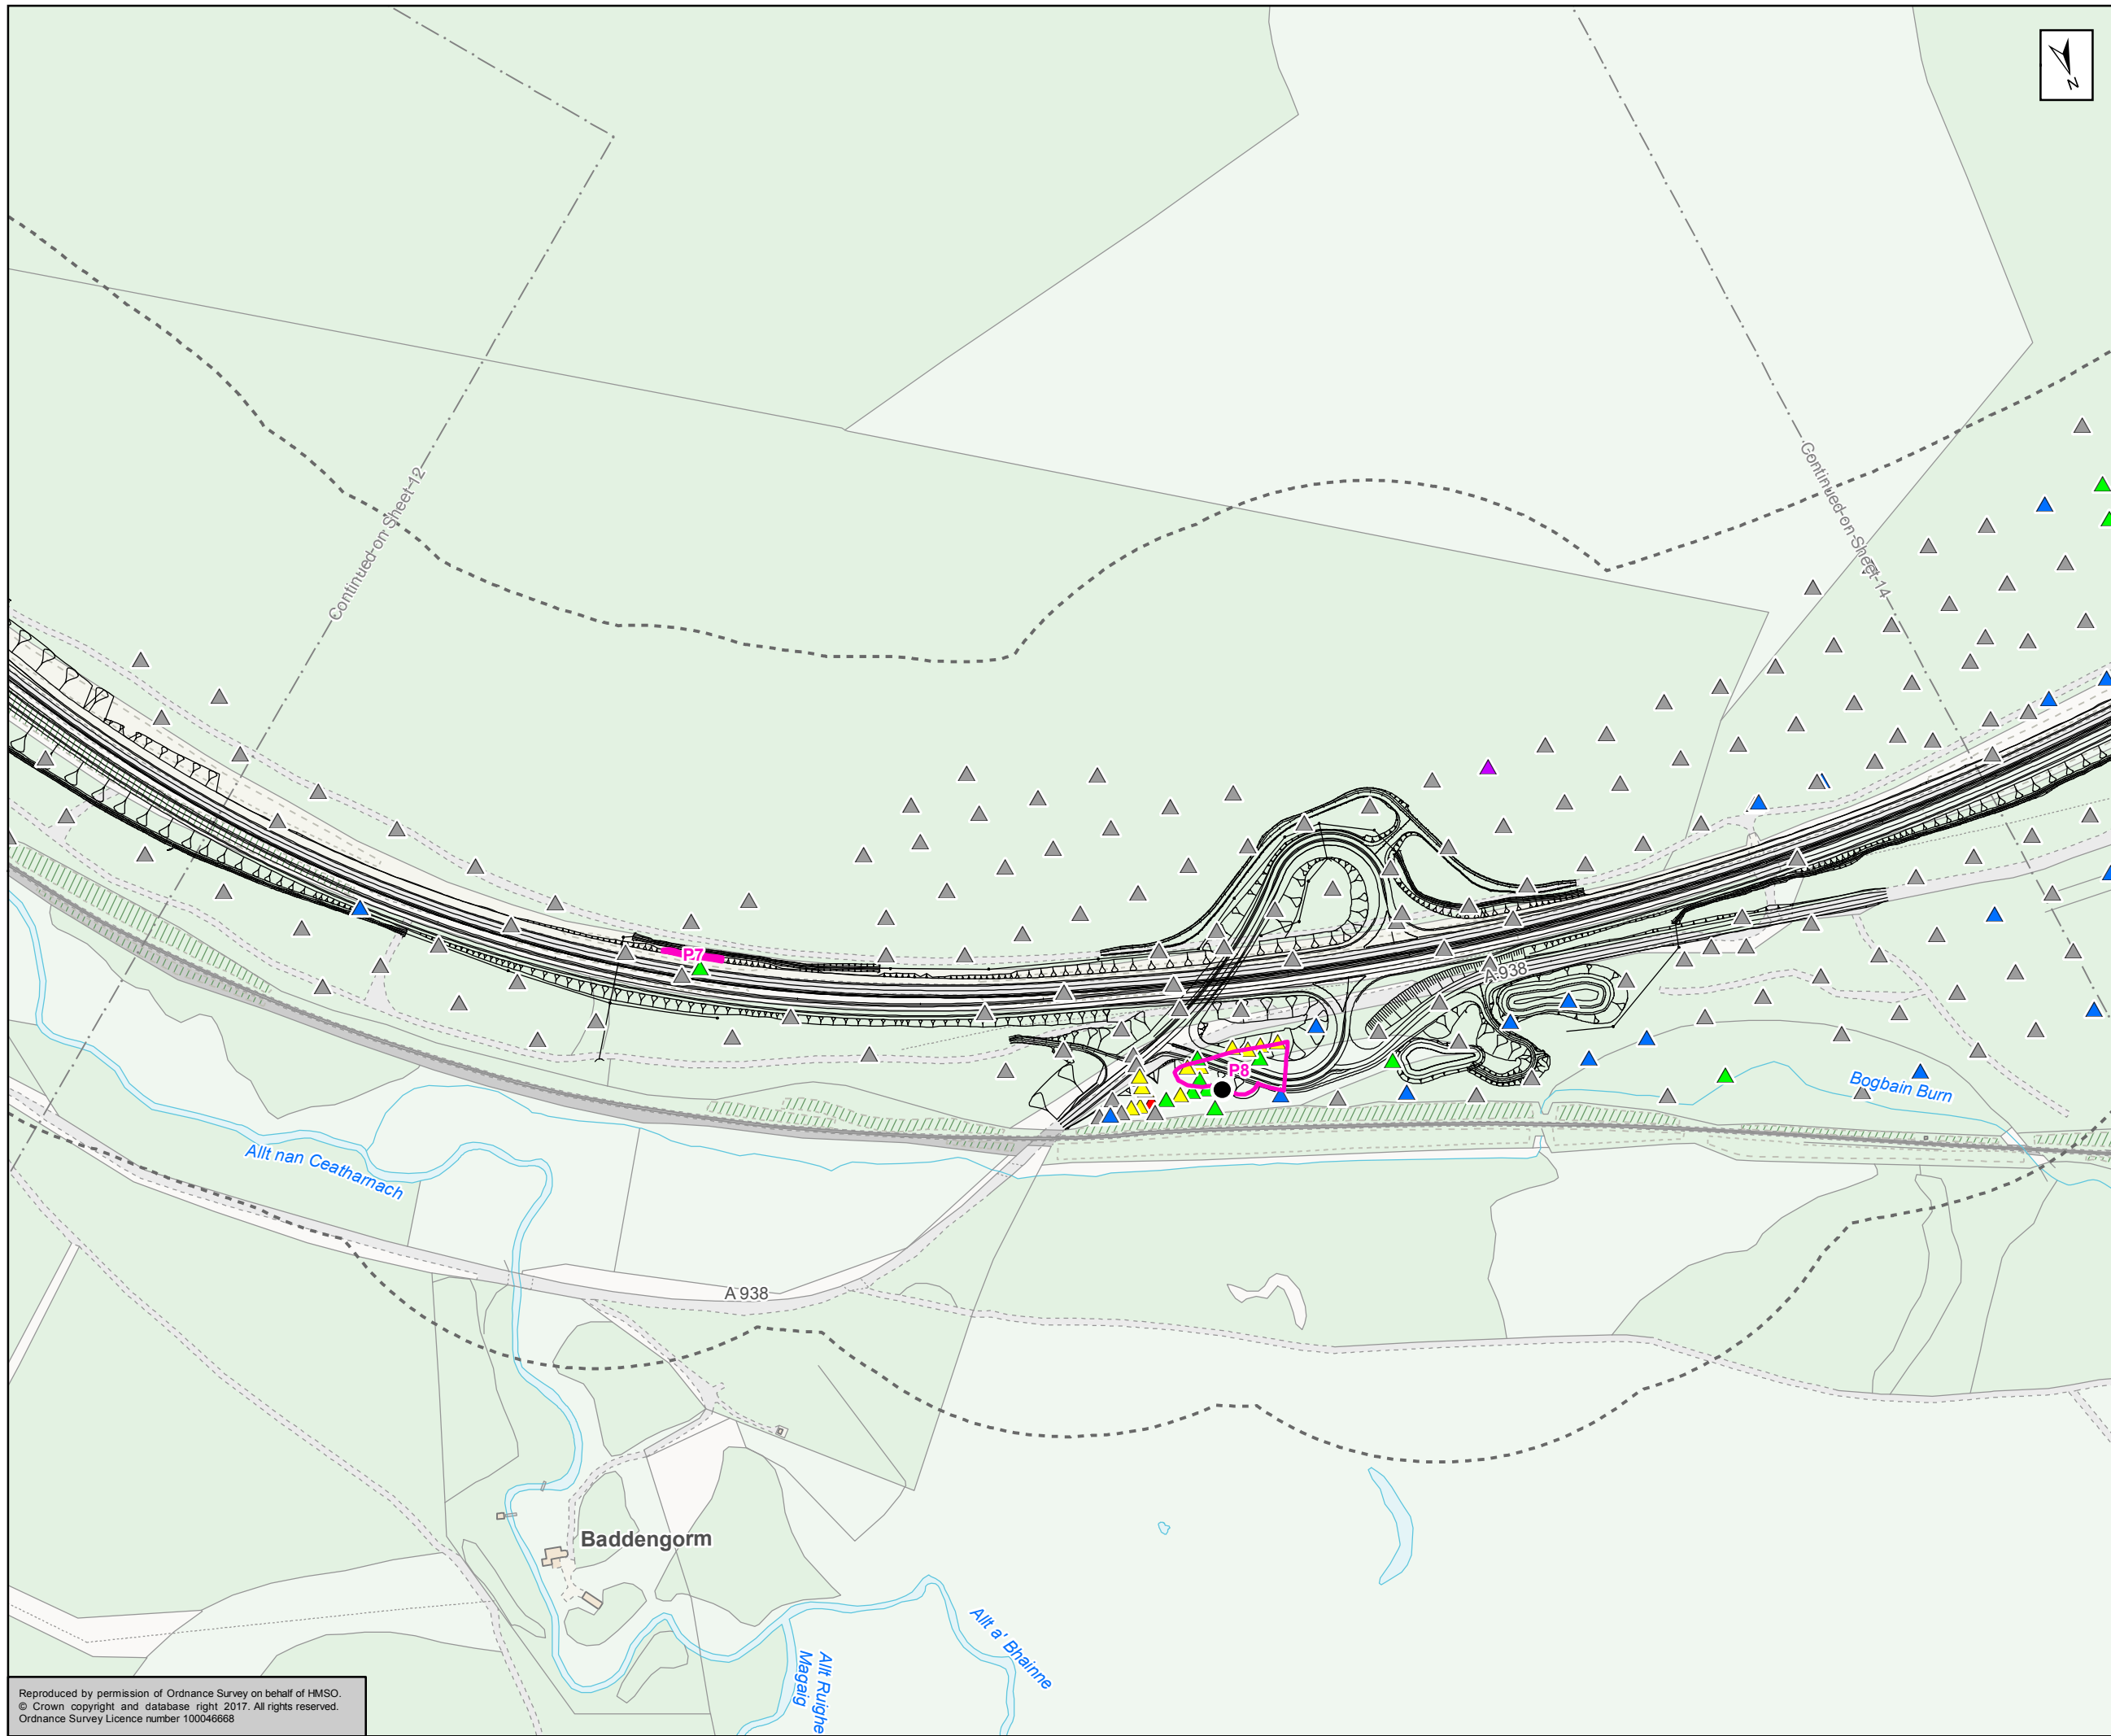 N
Continued on Sheet 12
Continued on Sheet 14
P7
A 938
P8
Bogbain Burn
Allt nan Ceatharnach
A 938
Baddengorm
Allt a' Bhainne
Allt Ruighe
Magaig
Reproduced by permission of Ordnance Survey on behalf of HMSO.
© Crown copyright and database right 2017. All rights reserved.
Ordnance Survey Licence number 100046668